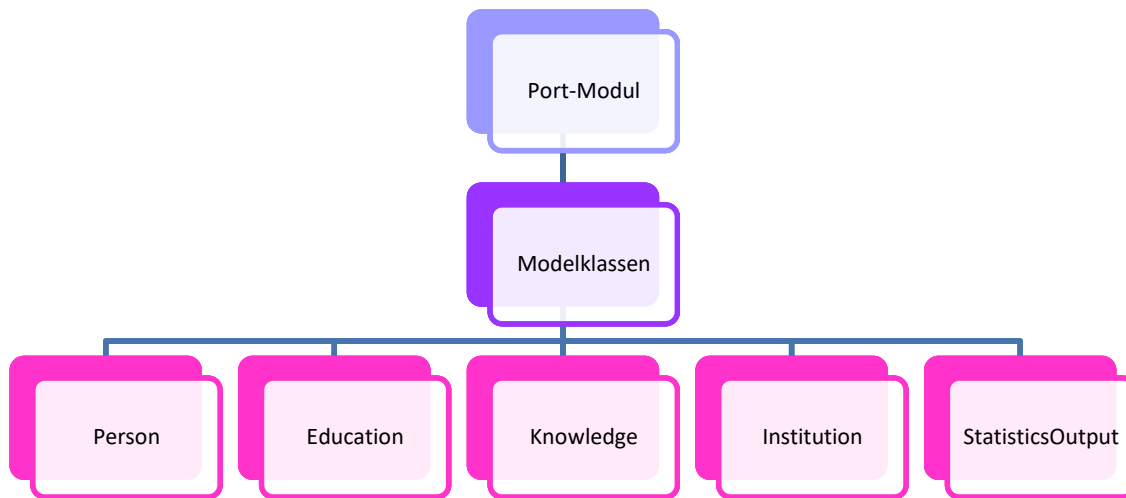 Port-Modul
Modelklassen
Person
Education
Knowledge
Institution
StatisticsOutput